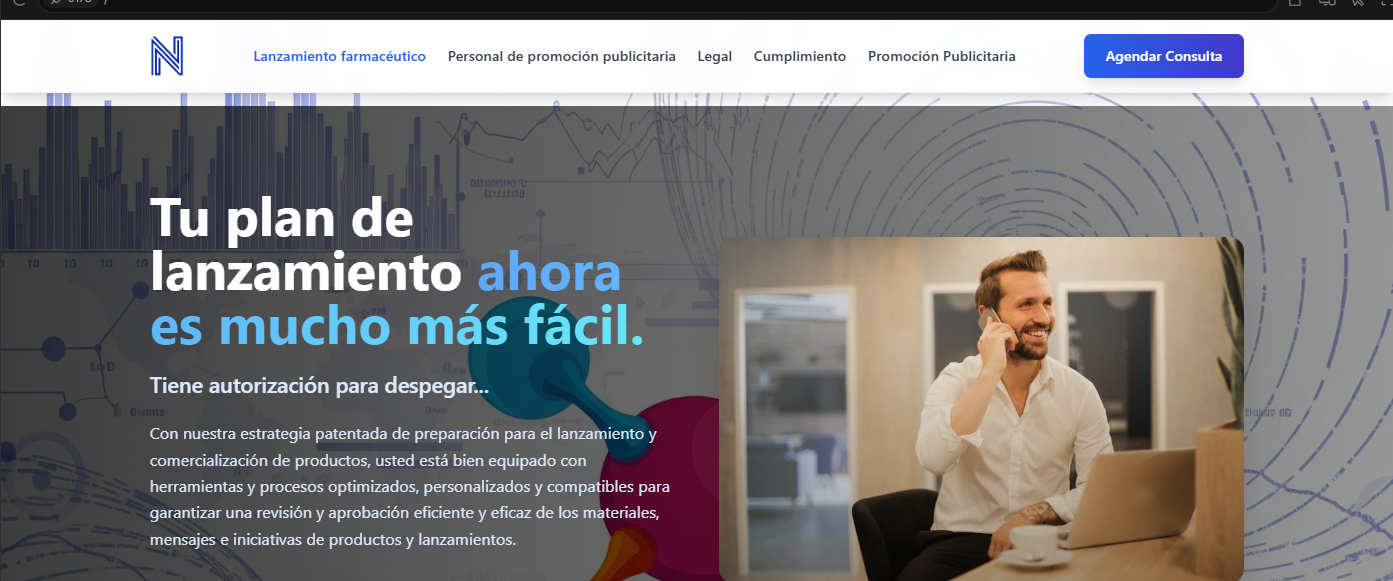 Lanzamiento farmacéutico
Personal de promoción publicitaria
Legal
Cumplimiento
Promoción Publicitaria
Agendar Consulta
Tu plan de
lanzamiento ahora
es mucho más fácil.
Tiene autorización para despegar...
Con nuestra estrategia patentada de preparación para el lanzamiento y
comercialización de productos, usted está bien equipado con
herramientas y procesos optimizados, personalizados y compatibles para
garantizar una revisión y aprobación eficiente y eficaz de los materiales,
mensajes e iniciativas de productos y lanzamientos.